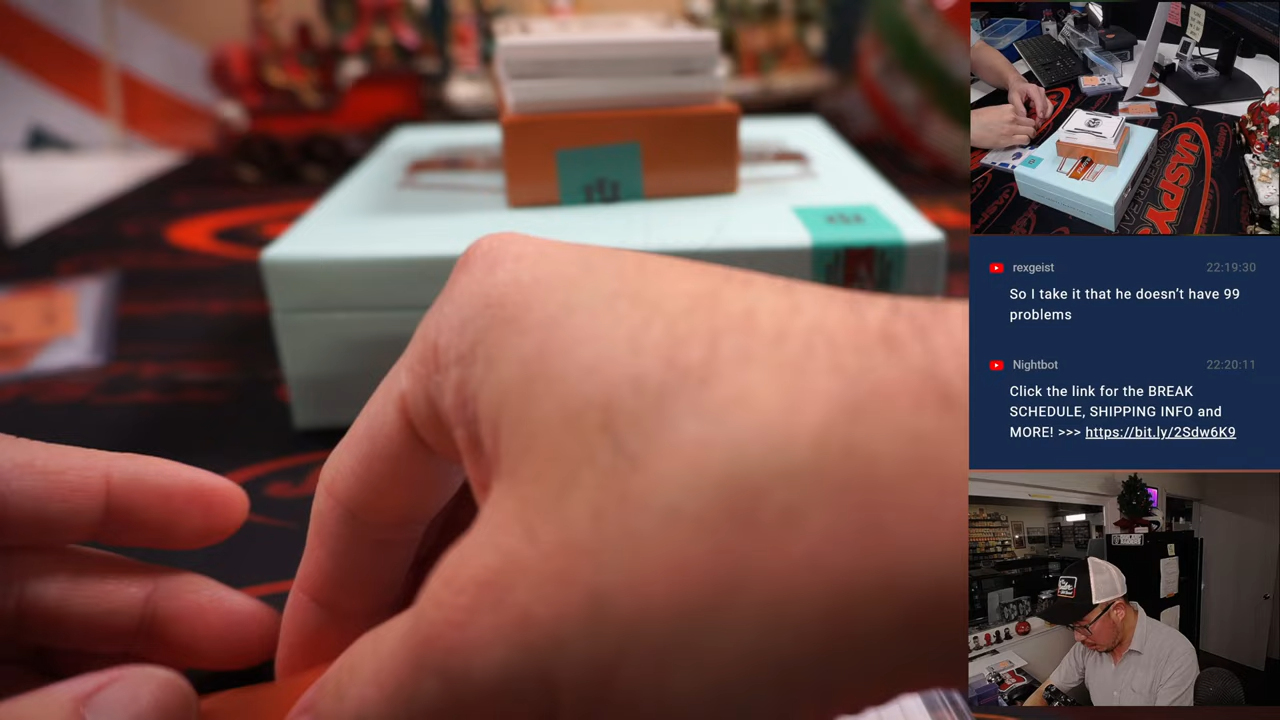 JASPY
rexgeist
22:19:30
So I take it that he doesn't have 99
problems
Nightbot
22:20:11
Click the link for the BREAK
SCHEDULE, SHIPPING INFO and
MORE! >>> https://bit.ly/2Sdw6K9